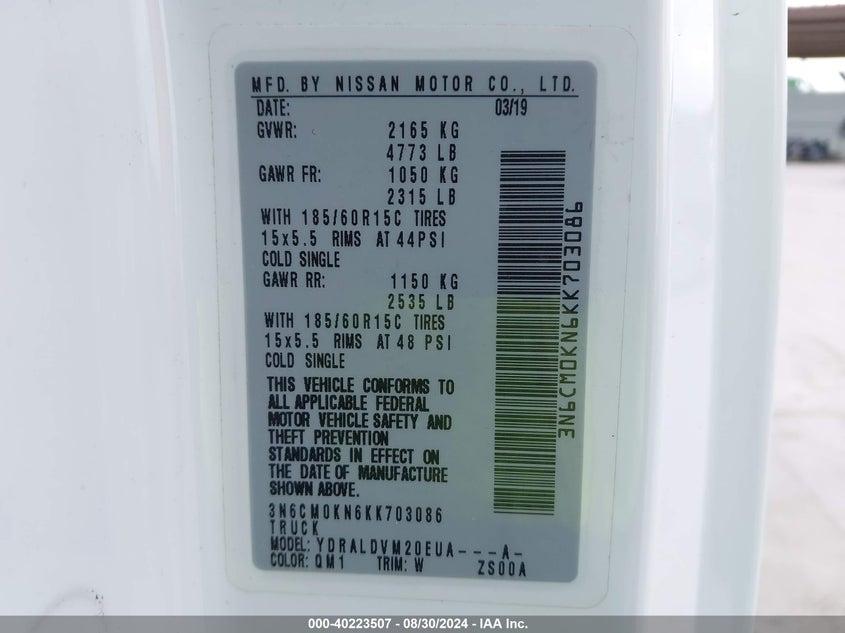 MFD. BY NISSAN MOTOR CO., LTD.
DATE: 03/19
GVWR: 2165 KG
4773 LB
GAWR FR: 1050 KG
2315 LB
WITH 185/60R15C TIRES
15x5.5 RIMS AT 44PSI
COLD SINGLE
GAWR RR: 1150 KG
2535 LB
WITH 185/60R15C TIRES
15x5.5 RIMS AT 48 PSI
COLD SINGLE
THIS VEHICLE CONFORMS TO
ALL APPLICABLE FEDERAL
MOTOR VEHICLE SAFETY AND
THEFT PREVENTION
STANDARDS IN EFFECT ON
THE DATE OF MANUFACTURE
SHOWN ABOVE.
3N6CM0KN6KK703086
TRUCK
MODEL: YDRALDVM20EUA---A-
COLOR: QM1 TRIM: W ZS00A
3N6CM0KN6KK703086
000-40223507 - 08/30/2024 - IAA Inc.